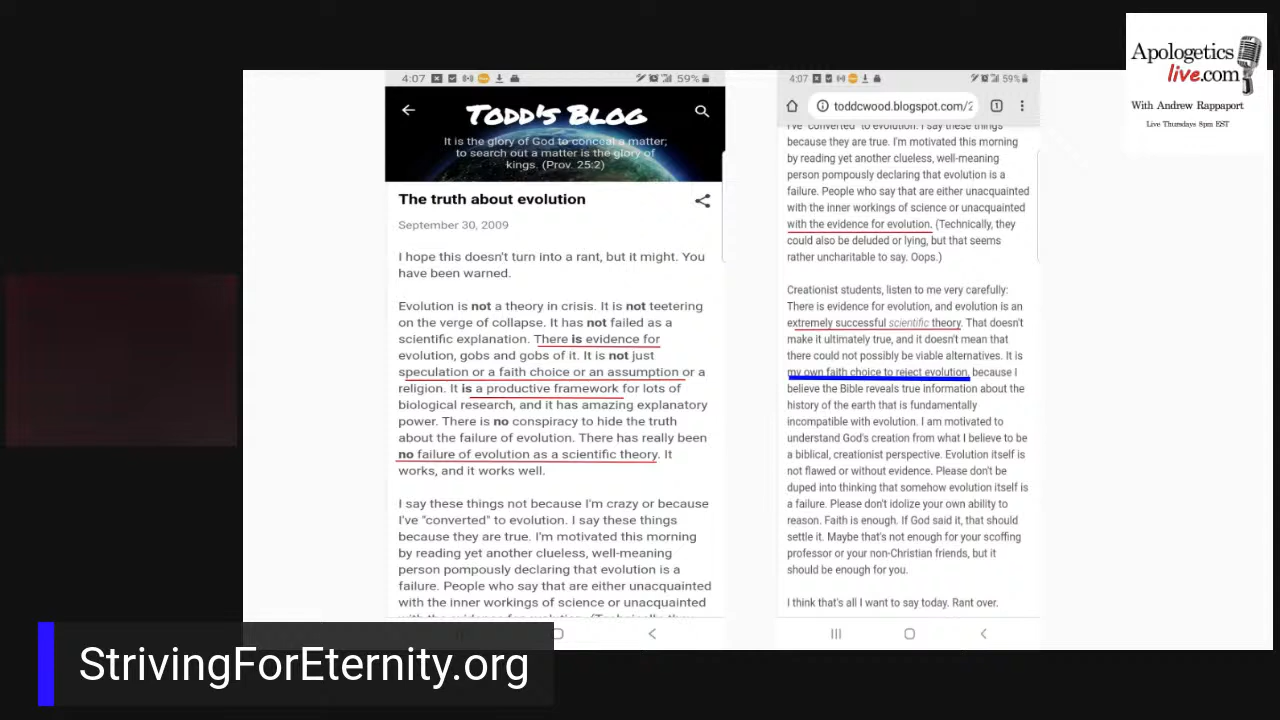 Apologetics
live.com
With Andrew Rappaport
Live Thursdays 8pm EST
4:07
59%
TODD'S BLOG
It is the glory of God to conceal a matter;
to search out a matter is the glory of
kings. (Prov. 25:2)
The truth about evolution
September 30, 2009
I hope this doesn't turn into a rant, but it might. You
have been warned.
Evolution is not a theory in crisis. It is not teetering
on the verge of collapse. It has not failed as a
scientific explanation. There is evidence for
evolution, gobs and gobs of it. It is not just
speculation or a faith choice or an assumption or a
religion. It is a productive framework for lots of
biological research, and it has amazing explanatory
power. There is no conspiracy to hide the truth
about the failure of evolution. There has really been
no failure of evolution as a scientific theory. It
works, and it works well.
I say these things not because I'm crazy or because
I've "converted" to evolution. I say these things
because they are true. I'm motivated this morning
by reading yet another clueless, well-meaning
person pompously declaring that evolution is a
failure. People who say that are either unacquainted
with the inner workings of science or unacquainted
with the evidence for evolution. (Technically, they
4:07
59%
toddcwood.blogspot.com/2
1
I've "converted" to evolution. I say these things
because they are true. I'm motivated this morning
by reading yet another clueless, well-meaning
person pompously declaring that evolution is a
failure. People who say that are either unacquainted
with the inner workings of science or unacquainted
with the evidence for evolution. (Technically, they
could also be deluded or lying, but that seems
rather uncharitable to say. Oops.)
Creationist students, listen to me very carefully:
There is evidence for evolution, and evolution is an
extremely successful scientific theory. That doesn't
make it ultimately true, and it doesn't mean that
there could not possibly be viable alternatives. It is
my own faith choice to reject evolution, because I
believe the Bible reveals true information about the
history of the earth that is fundamentally
incompatible with evolution. I am motivated to
understand God's creation from what I believe to be
a biblical, creationist perspective. Evolution itself is
not flawed or without evidence. Please don't be
duped into thinking that somehow evolution itself is
a failure. Please don't idolize your own ability to
reason. Faith is enough. If God said it, that should
settle it. Maybe that's not enough for your scoffing
professor or your non-Christian friends, but it
should be enough for you.
I think that's all I want to say today. Rant over.
StrivingForEternity.org